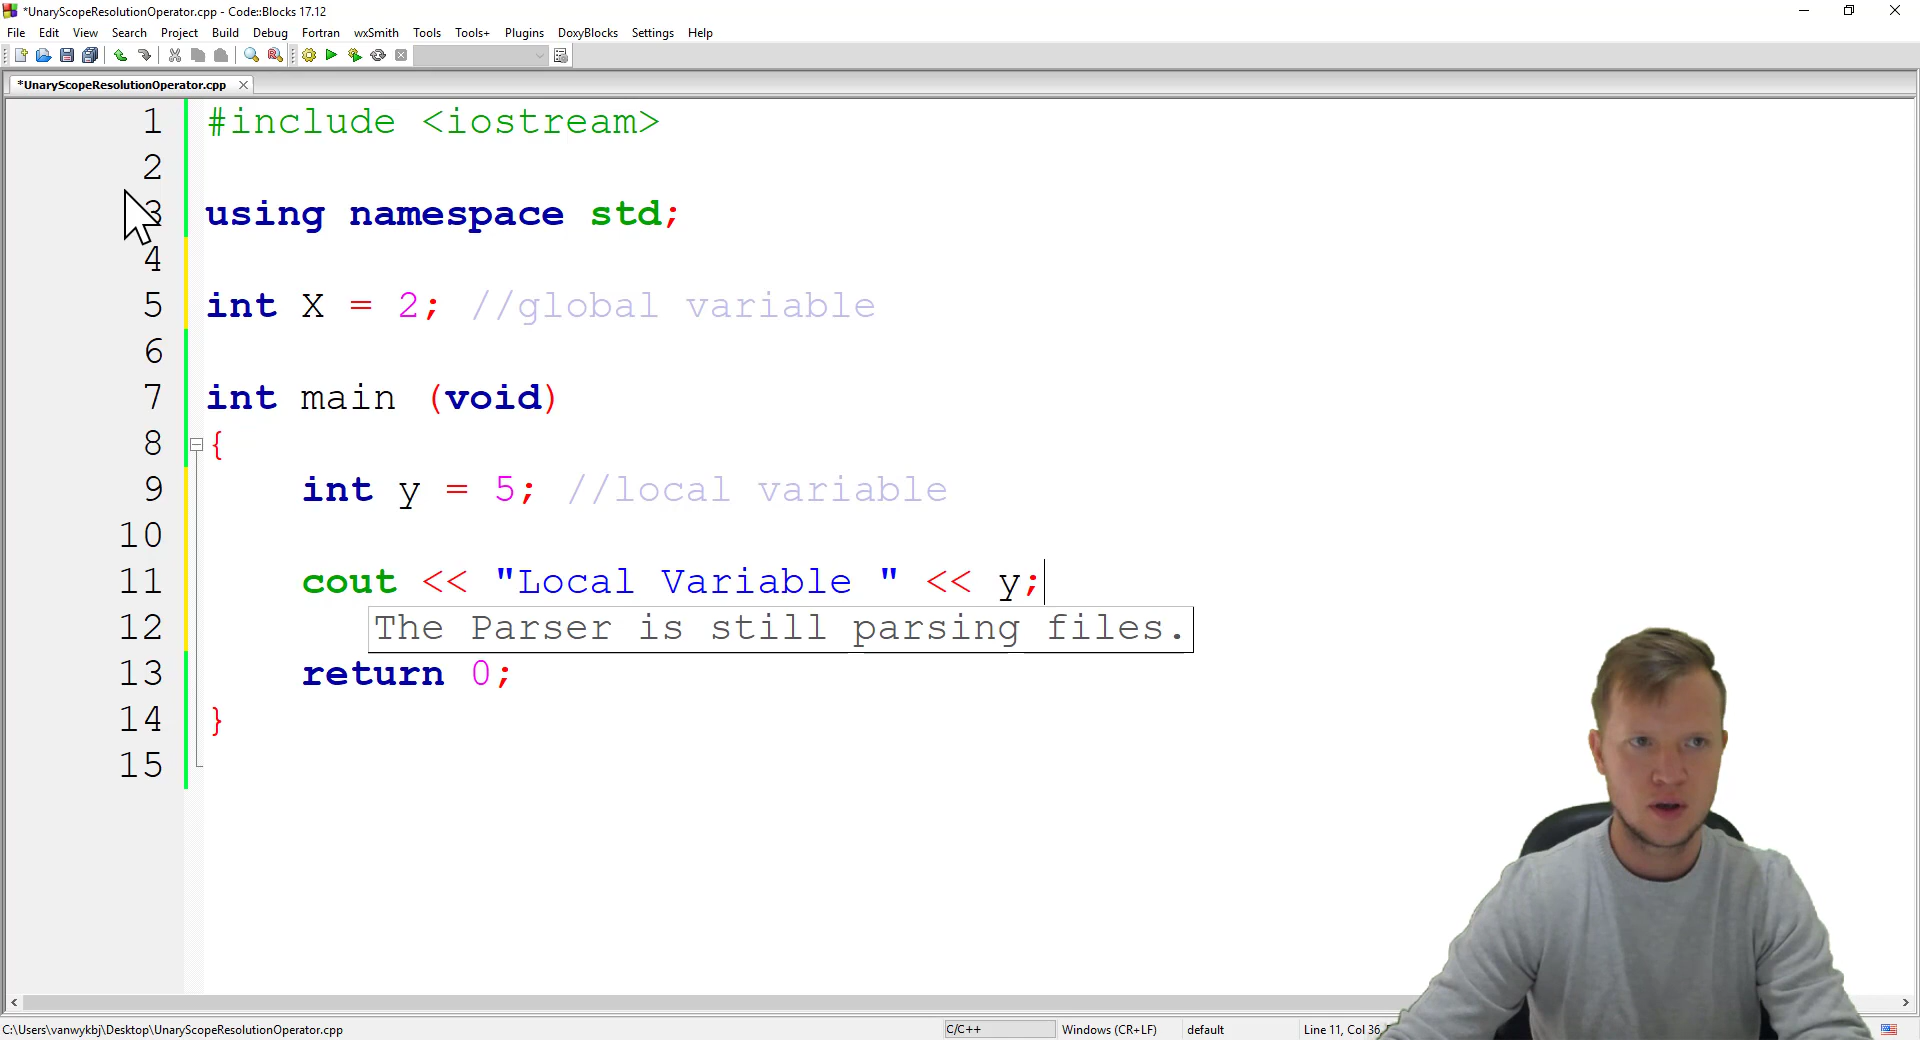 *UnaryScopeResolutionOperator.cpp - Code::Blocks 17.12
File Edit View Search Project Build Debug Fortran wxSmith Tools Tools+ Plugins DoxyBlocks Settings Help
*UnaryScopeResolutionOperator.cpp
1 #include <iostream>
2
3 using namespace std;
4
5 int X = 2; //global variable
6
7 int main (void)
8 {
9 int y = 5; //local variable
10
11 cout << "Local Variable " << y;
12 The Parser is still parsing files.
13 return 0;
14 }
15
C:\Users\vanwykbj\Desktop\UnaryScopeResolutionOperator.cpp C/C++ Windows (CR+LF) default Line 11, Col 36